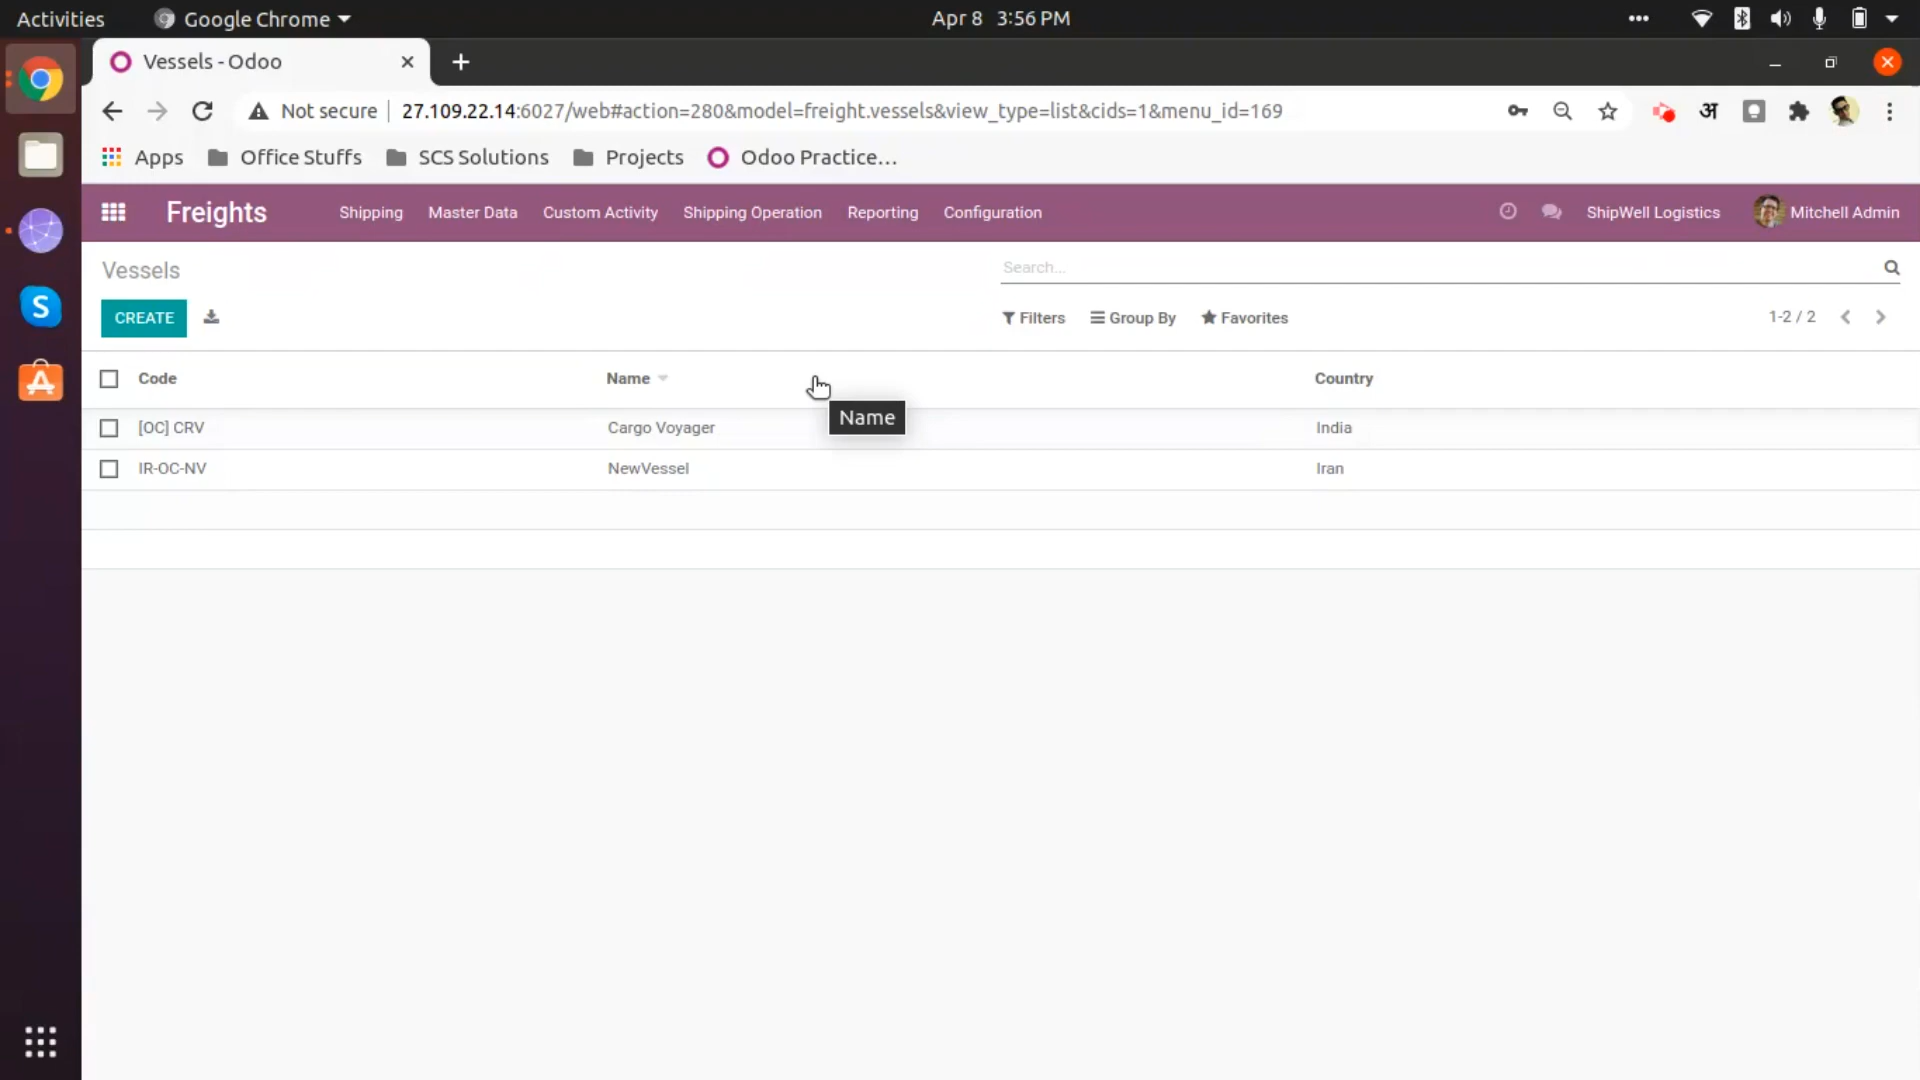 Activities Google Chrome Apr 8 3:56 PM
Vessels - Odoo
Not secure 27.109.22.14:6027/web#action=280&model=freight.vessels&view_type=list&cids=1&menu_id=169 अ
Apps Office Stuffs SCS Solutions Projects Odoo Practice...
Freights Shipping Master Data Custom Activity Shipping Operation Reporting Configuration ShipWell Logistics Mitchell Admin
Vessels Search...
CREATE Filters Group By Favorites 1-2 / 2
Code Name Country
Name
[OC] CRV Cargo Voyager India
IR-OC-NV NewVessel Iran